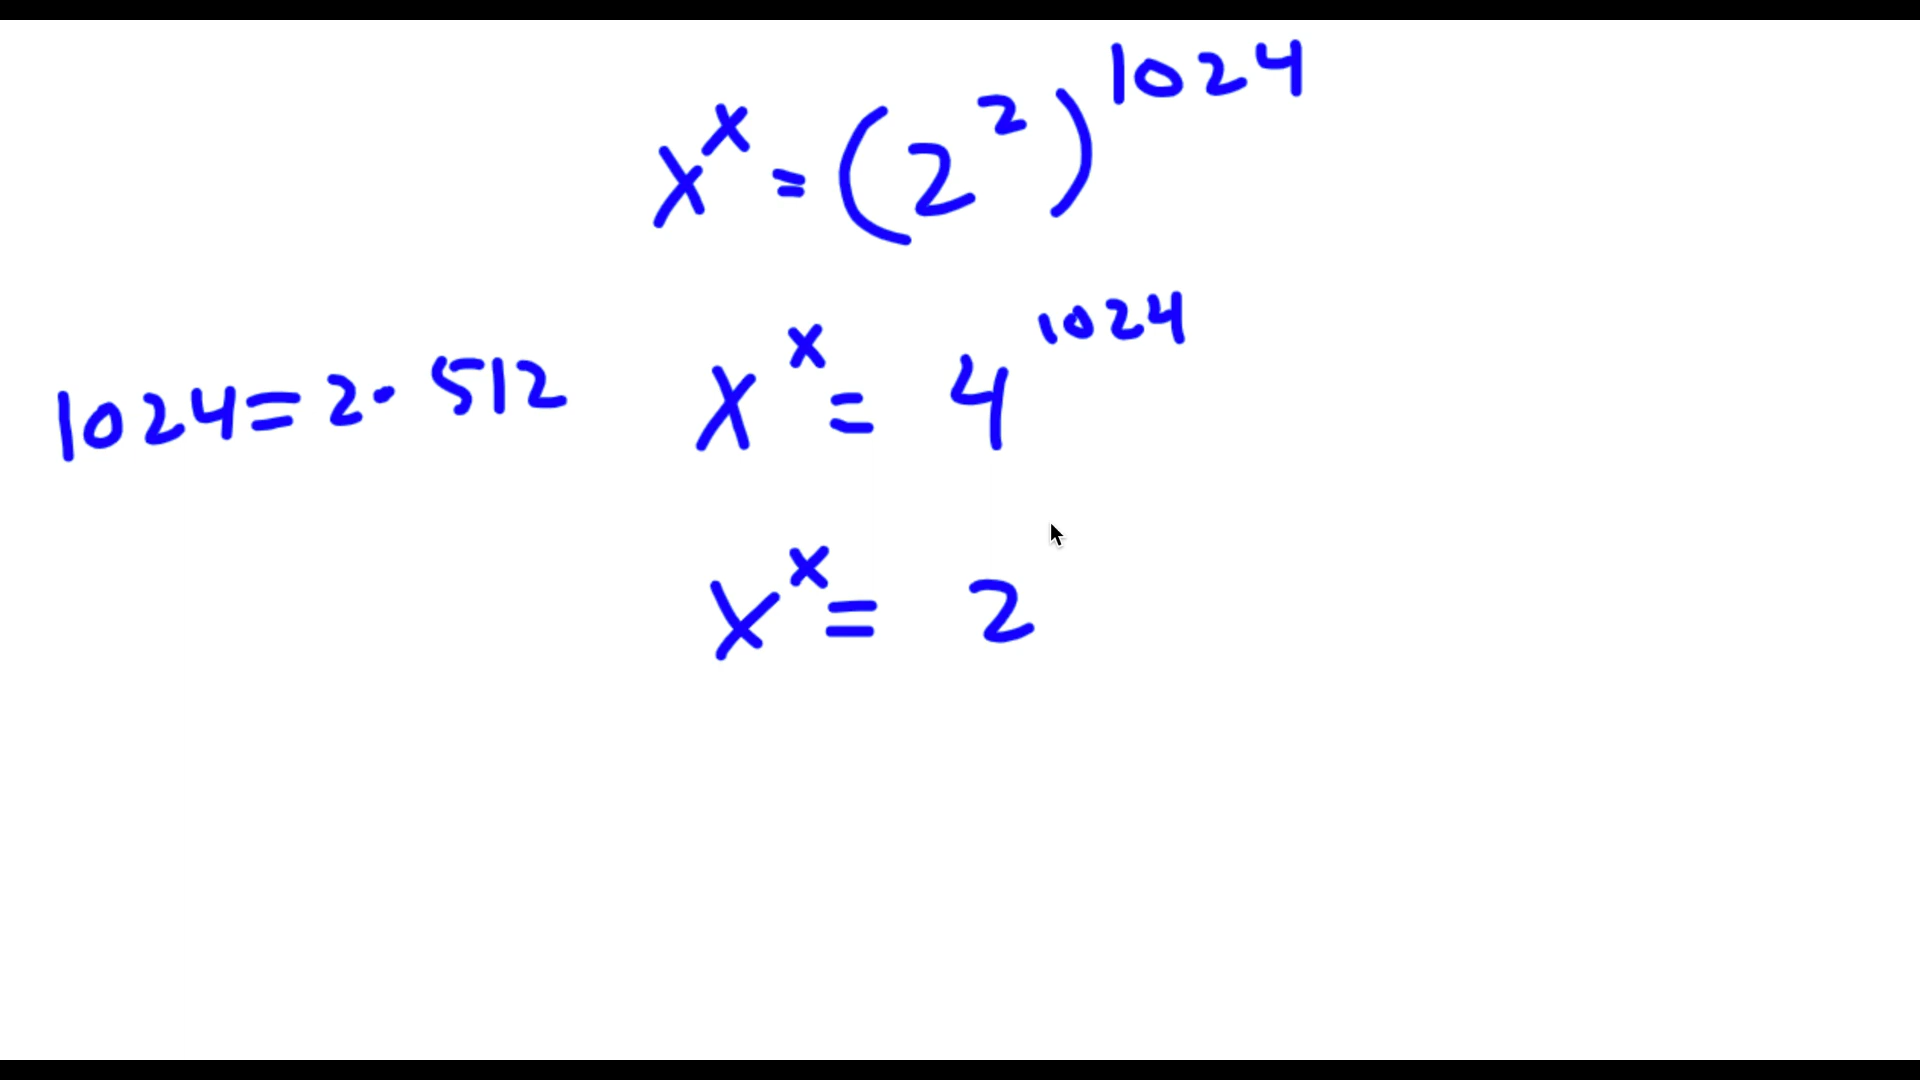 x^x = (2^2)^1024
x^x = 4^1024
1024 = 2 · 512
x^x = 2